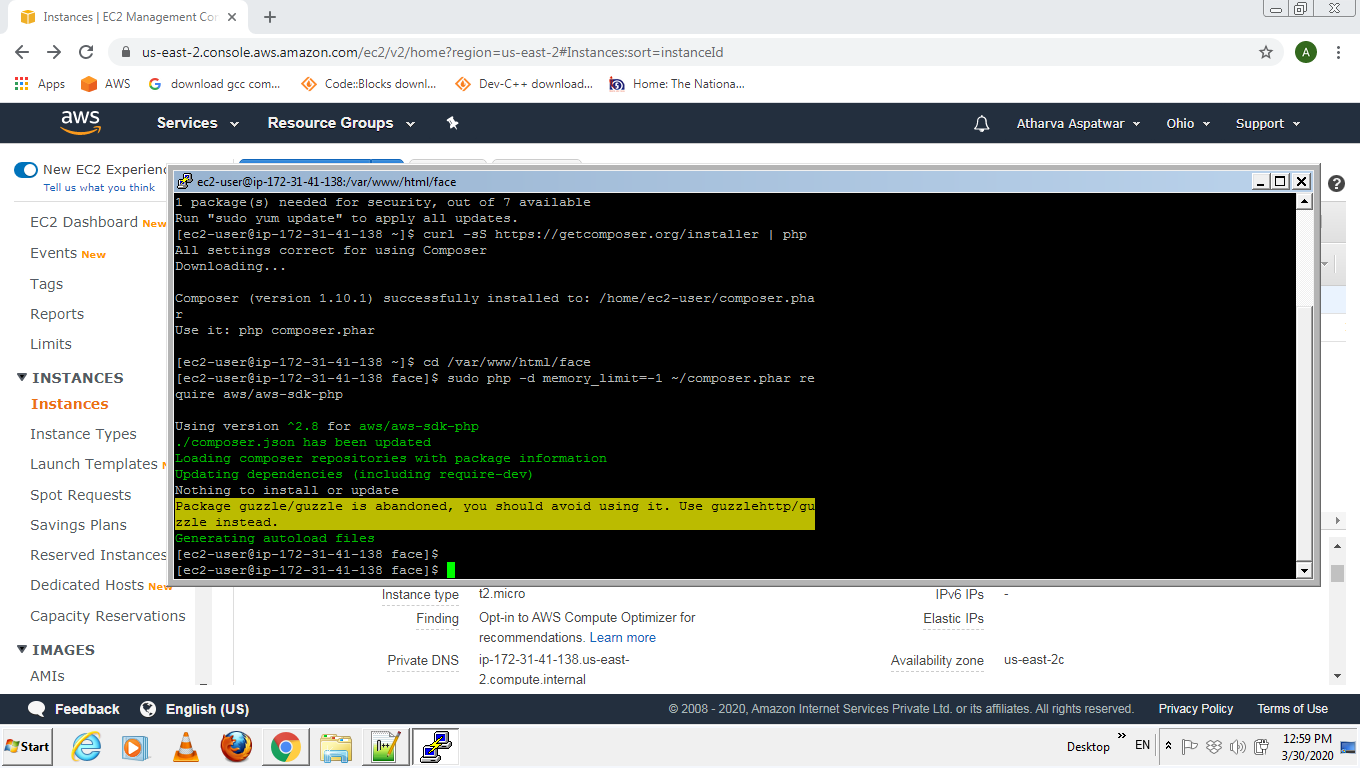 Instances | EC2 Management Con
us-east-2.console.aws.amazon.com/ec2/v2/home?region=us-east-2#Instances:sort=instanceId
A
Apps
AWS
download gcc com...
Code::Blocks downl...
Dev-C++ download...
Home: The Nationa...
aws
Services
Resource Groups
Atharva Aspatwar
Ohio
Support
New EC2 Experienc
Tell us what you think
EC2 Dashboard New
Events New
Tags
Reports
Limits
INSTANCES
Instances
Instance Types
Launch Templates
Spot Requests
Savings Plans
Reserved Instances
Dedicated Hosts New
Capacity Reservations
IMAGES
AMIs
ec2-user@ip-172-31-41-138:/var/www/html/face
1 package(s) needed for security, out of 7 available
Run "sudo yum update" to apply all updates.
[ec2-user@ip-172-31-41-138 ~]$ curl -sS https://getcomposer.org/installer | php
All settings correct for using Composer
Downloading...
Composer (version 1.10.1) successfully installed to: /home/ec2-user/composer.pha
r
Use it: php composer.phar
[ec2-user@ip-172-31-41-138 ~]$ cd /var/www/html/face
[ec2-user@ip-172-31-41-138 face]$ sudo php -d memory_limit=-1 ~/composer.phar re
quire aws/aws-sdk-php
Using version ^2.8 for aws/aws-sdk-php
./composer.json has been updated
Loading composer repositories with package information
Updating dependencies (including require-dev)
Nothing to install or update
Package guzzle/guzzle is abandoned, you should avoid using it. Use guzzlehttp/gu
zzle instead.
Generating autoload files
[ec2-user@ip-172-31-41-138 face]$
[ec2-user@ip-172-31-41-138 face]$
Instance type t2.micro
IPv6 IPs -
Finding Opt-in to AWS Compute Optimizer for
recommendations. Learn more
Elastic IPs
Private DNS ip-172-31-41-138.us-east-
2.compute.internal
Availability zone us-east-2c
Feedback
English (US)
© 2008 - 2020, Amazon Internet Services Private Ltd. or its affiliates. All rights reserved.
Privacy Policy
Terms of Use
Start
Desktop
EN
12:59 PM
3/30/2020